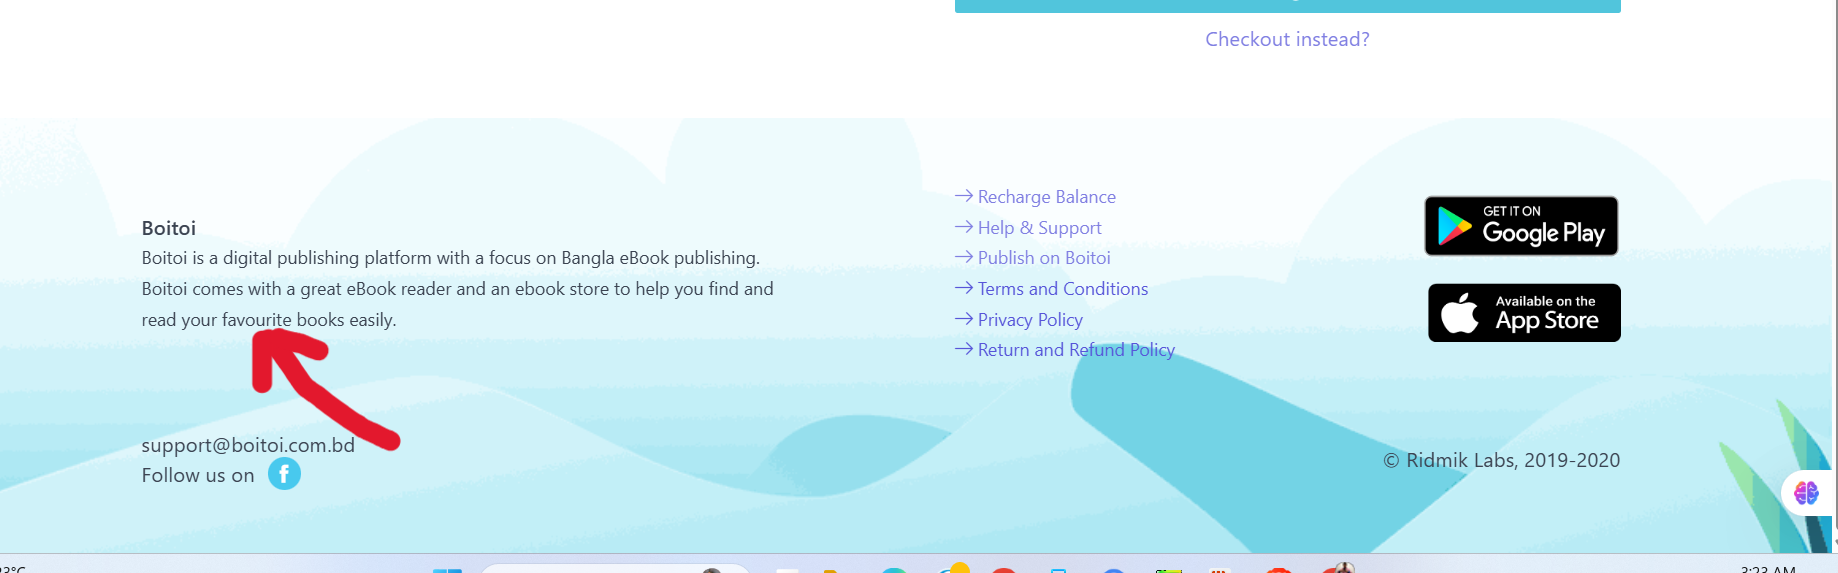 Checkout instead?
Boitoi
Boitoi is a digital publishing platform with a focus on Bangla eBook publishing.
Boitoi comes with a great eBook reader and an ebook store to help you find and
read your favourite books easily.
support@boitoi.com.bd
Follow us on
→ Recharge Balance
→ Help & Support
→ Publish on Boitoi
→ Terms and Conditions
→ Privacy Policy
→ Return and Refund Policy
GET IT ON
Google Play
Available on the
App Store
© Ridmik Labs, 2019-2020
3:23 AM